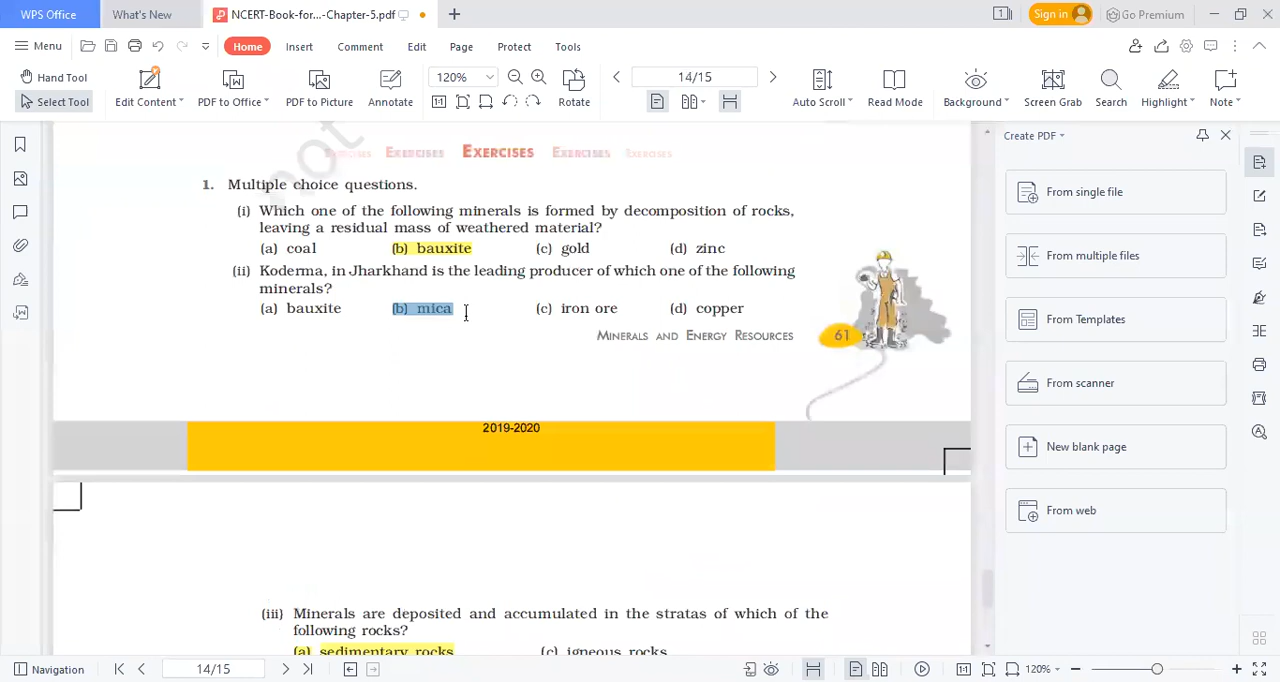 WPS Office
What's New
NCERT-Book-for...-Chapter-5.pdf
1
Sign in
Go Premium
Menu
Home
Insert
Comment
Edit
Page
Protect
Tools
Hand Tool
Select Tool
Edit Content
PDF to Office
PDF to Picture
Annotate
120%
14/15
Rotate
Auto Scroll
Read Mode
Background
Screen Grab
Search
Highlight
Note
not
EXERCISES EXERCISES EXERCISES EXERCISES EXERCISES
1. Multiple choice questions.
(i) Which one of the following minerals is formed by decomposition of rocks,
leaving a residual mass of weathered material?
(a) coal (b) bauxite (c) gold (d) zinc
(ii) Koderma, in Jharkhand is the leading producer of which one of the following
minerals?
(a) bauxite (b) mica (c) iron ore (d) copper
MINERALS AND ENERGY RESOURCES 61
2019-2020
(iii) Minerals are deposited and accumulated in the stratas of which of the
following rocks?
(a) sedimentary rocks (c) igneous rocks
Create PDF
From single file
From multiple files
From Templates
From scanner
New blank page
From web
Navigation
14/15
120%